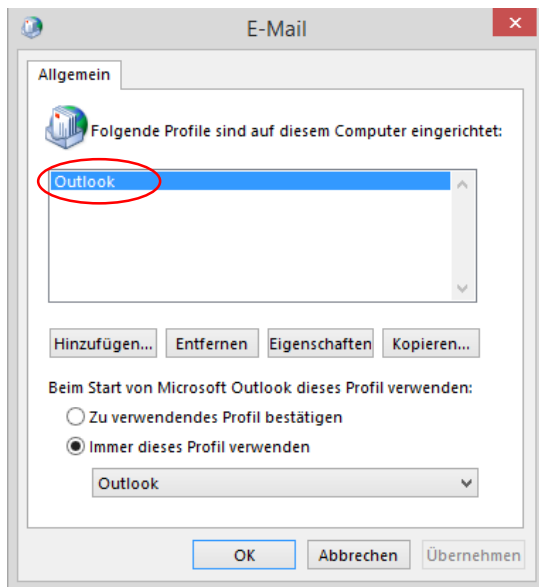 E-Mail
Allgemein
Folgende Profile sind auf diesem Computer eingerichtet:
Outlook
Hinzufügen... Entfernen Eigenschaften Kopieren...
Beim Start von Microsoft Outlook dieses Profil verwenden:
Zu verwendendes Profil bestätigen
Immer dieses Profil verwenden
Outlook
OK Abbrechen Übernehmen